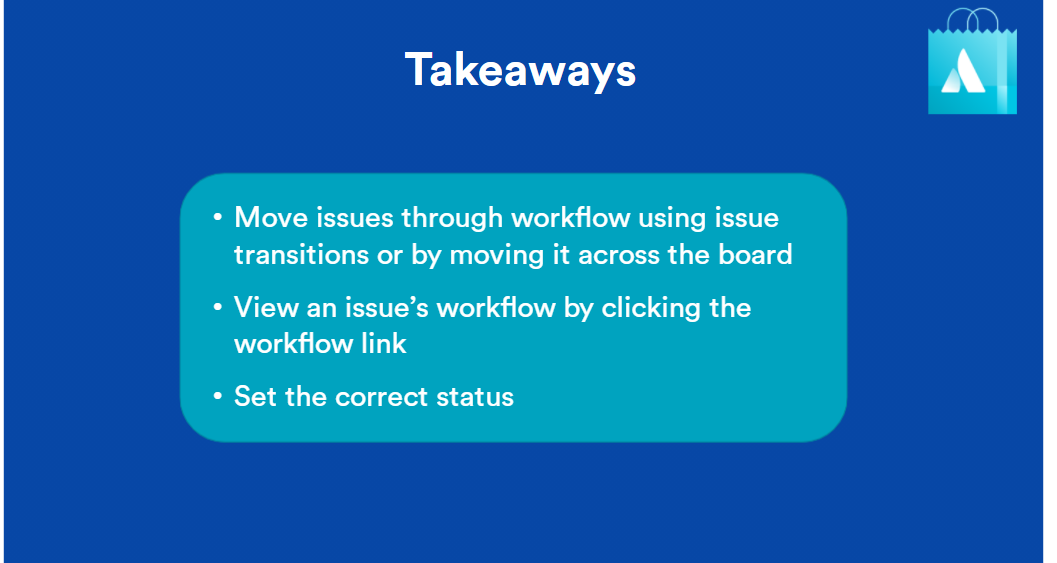 Takeaways
• Move issues through workflow using issue
transitions or by moving it across the board
• View an issue’s workflow by clicking the
workflow link
• Set the correct status